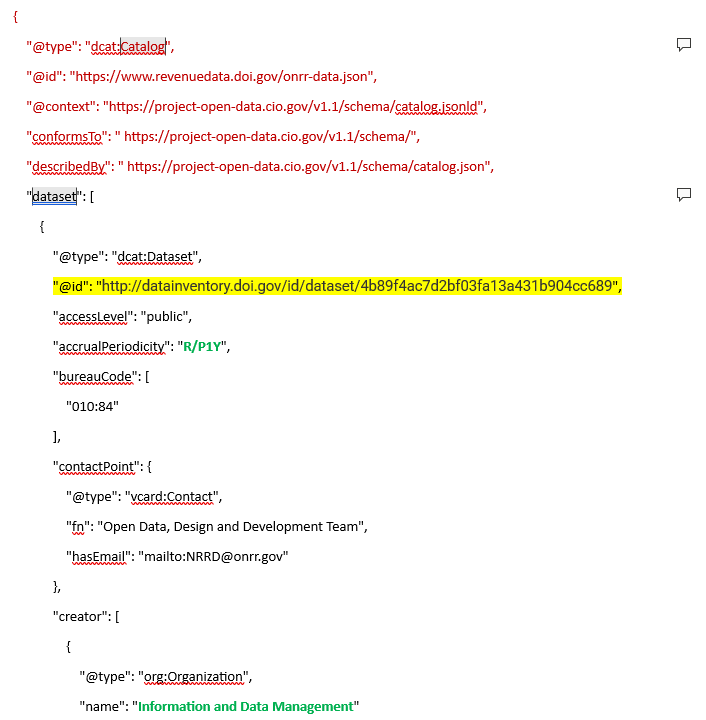 {
"@type": "dcat:Catalog",
"@id": "https://www.revenuedata.doi.gov/onrr-data.json",
"@context": "https://project-open-data.cio.gov/v1.1/schema/catalog.jsonld",
"conformsTo": " https://project-open-data.cio.gov/v1.1/schema/",
"describedBy": " https://project-open-data.cio.gov/v1.1/schema/catalog.json",
"dataset": [
{
"@type": "dcat:Dataset",
"@id": "http://datainventory.doi.gov/id/dataset/4b89f4ac7d2bf03fa13a431b904cc689",
"accessLevel": "public",
"accrualPeriodicity": "R/P1Y",
"bureauCode": [
"010:84"
],
"contactPoint": {
"@type": "vcard:Contact",
"fn": "Open Data, Design and Development Team",
"hasEmail": "mailto:NRRD@onrr.gov"
},
"creator": [
{
"@type": "org:Organization",
"name": "Information and Data Management"